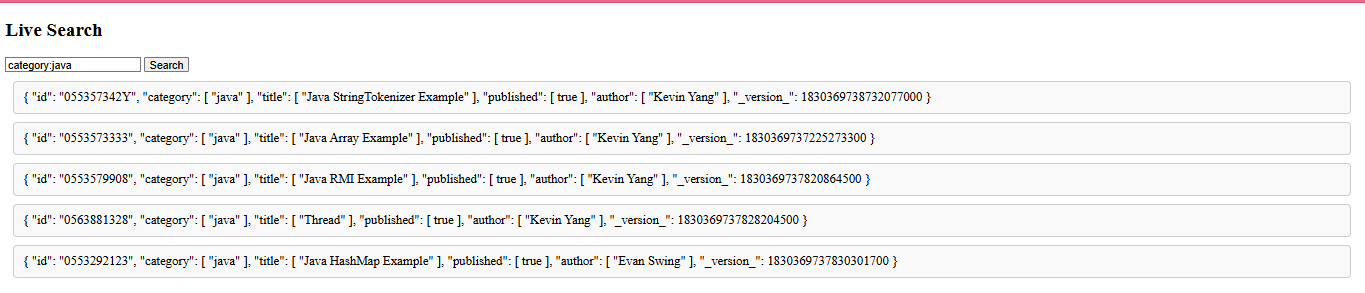 Live Search
category:java Search
{ "id": "055357342Y", "category": [ "java" ], "title": [ "Java StringTokenizer Example" ], "published": [ true ], "author": [ "Kevin Yang" ], "_version_": 1830369738732077000 }
{ "id": "0553573333", "category": [ "java" ], "title": [ "Java Array Example" ], "published": [ true ], "author": [ "Kevin Yang" ], "_version_": 1830369737225273300 }
{ "id": "0553579908", "category": [ "java" ], "title": [ "Java RMI Example" ], "published": [ true ], "author": [ "Kevin Yang" ], "_version_": 1830369737820864500 }
{ "id": "0563881328", "category": [ "java" ], "title": [ "Thread" ], "published": [ true ], "author": [ "Kevin Yang" ], "_version_": 1830369737828204500 }
{ "id": "0553292123", "category": [ "java" ], "title": [ "Java HashMap Example" ], "published": [ true ], "author": [ "Evan Swing" ], "_version_": 1830369737830301700 }